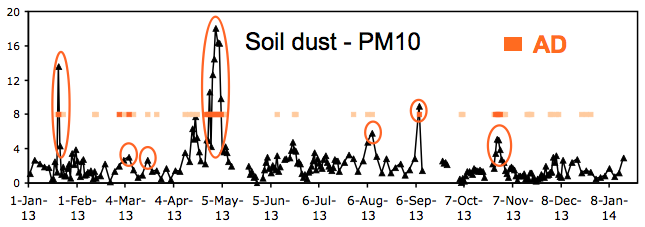 Soil dust - PM10
AD
20
16
12
8
4
0
1-Jan-13
1-Feb-13
4-Mar-13
4-Apr-13
5-May-13
5-Jun-13
6-Jul-13
6-Aug-13
6-Sep-13
7-Oct-13
7-Nov-13
8-Dec-13
8-Jan-14